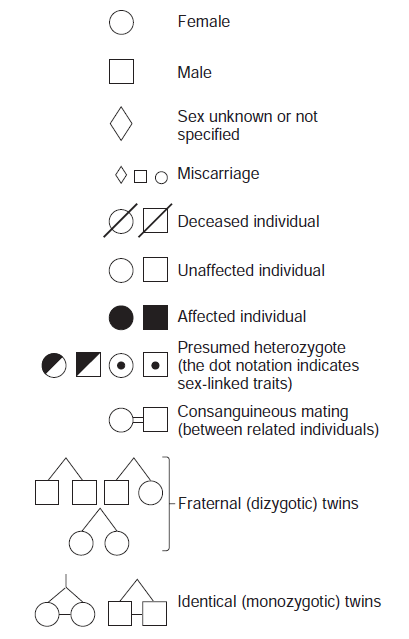 Female
Male
Sex unknown or not
specified
Miscarriage
Deceased individual
Unaffected individual
Affected individual
Presumed heterozygote
(the dot notation indicates
sex-linked traits)
Consanguineous mating
(between related individuals)
Fraternal (dizygotic) twins
Identical (monozygotic) twins